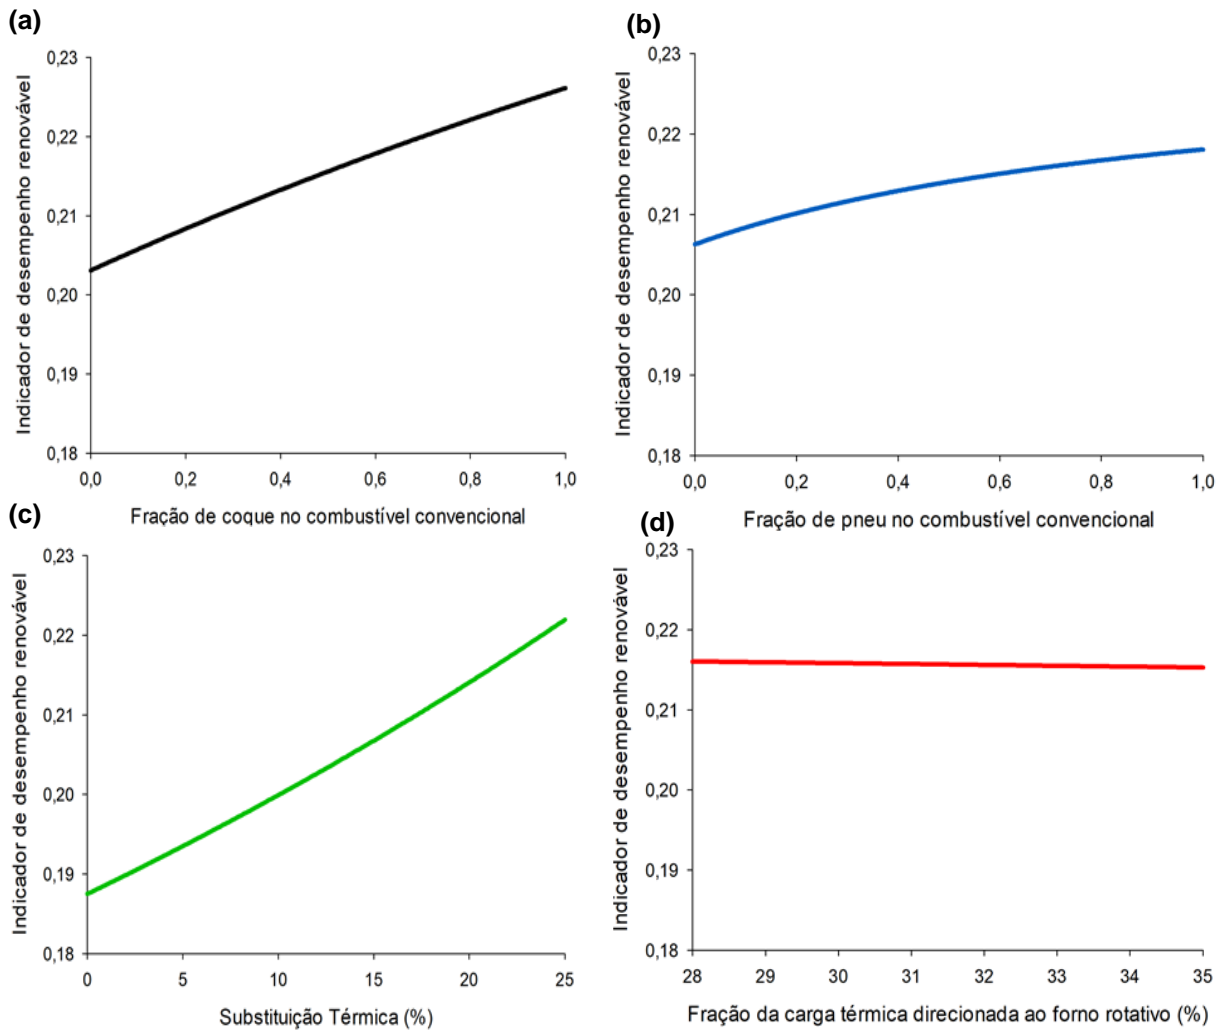 (a)
Indicador de desempenho renovável
0,23
0,22
0,21
0,20
0,19
0,18
0,0 0,2 0,4 0,6 0,8 1,0
Fração de coque no combustível convencional
(b)
Indicador de desempenho renovável
0,23
0,22
0,21
0,20
0,19
0,18
0,0 0,2 0,4 0,6 0,8 1,0
Fração de pneu no combustível convencional
(c)
Indicador de desempenho renovável
0,23
0,22
0,21
0,20
0,19
0,18
0 5 10 15 20 25
Substituição Térmica (%)
(d)
Indicador de desempenho renovável
0,23
0,22
0,21
0,20
0,19
0,18
28 29 30 31 32 33 34 35
Fração da carga térmica direcionada ao forno rotativo (%)